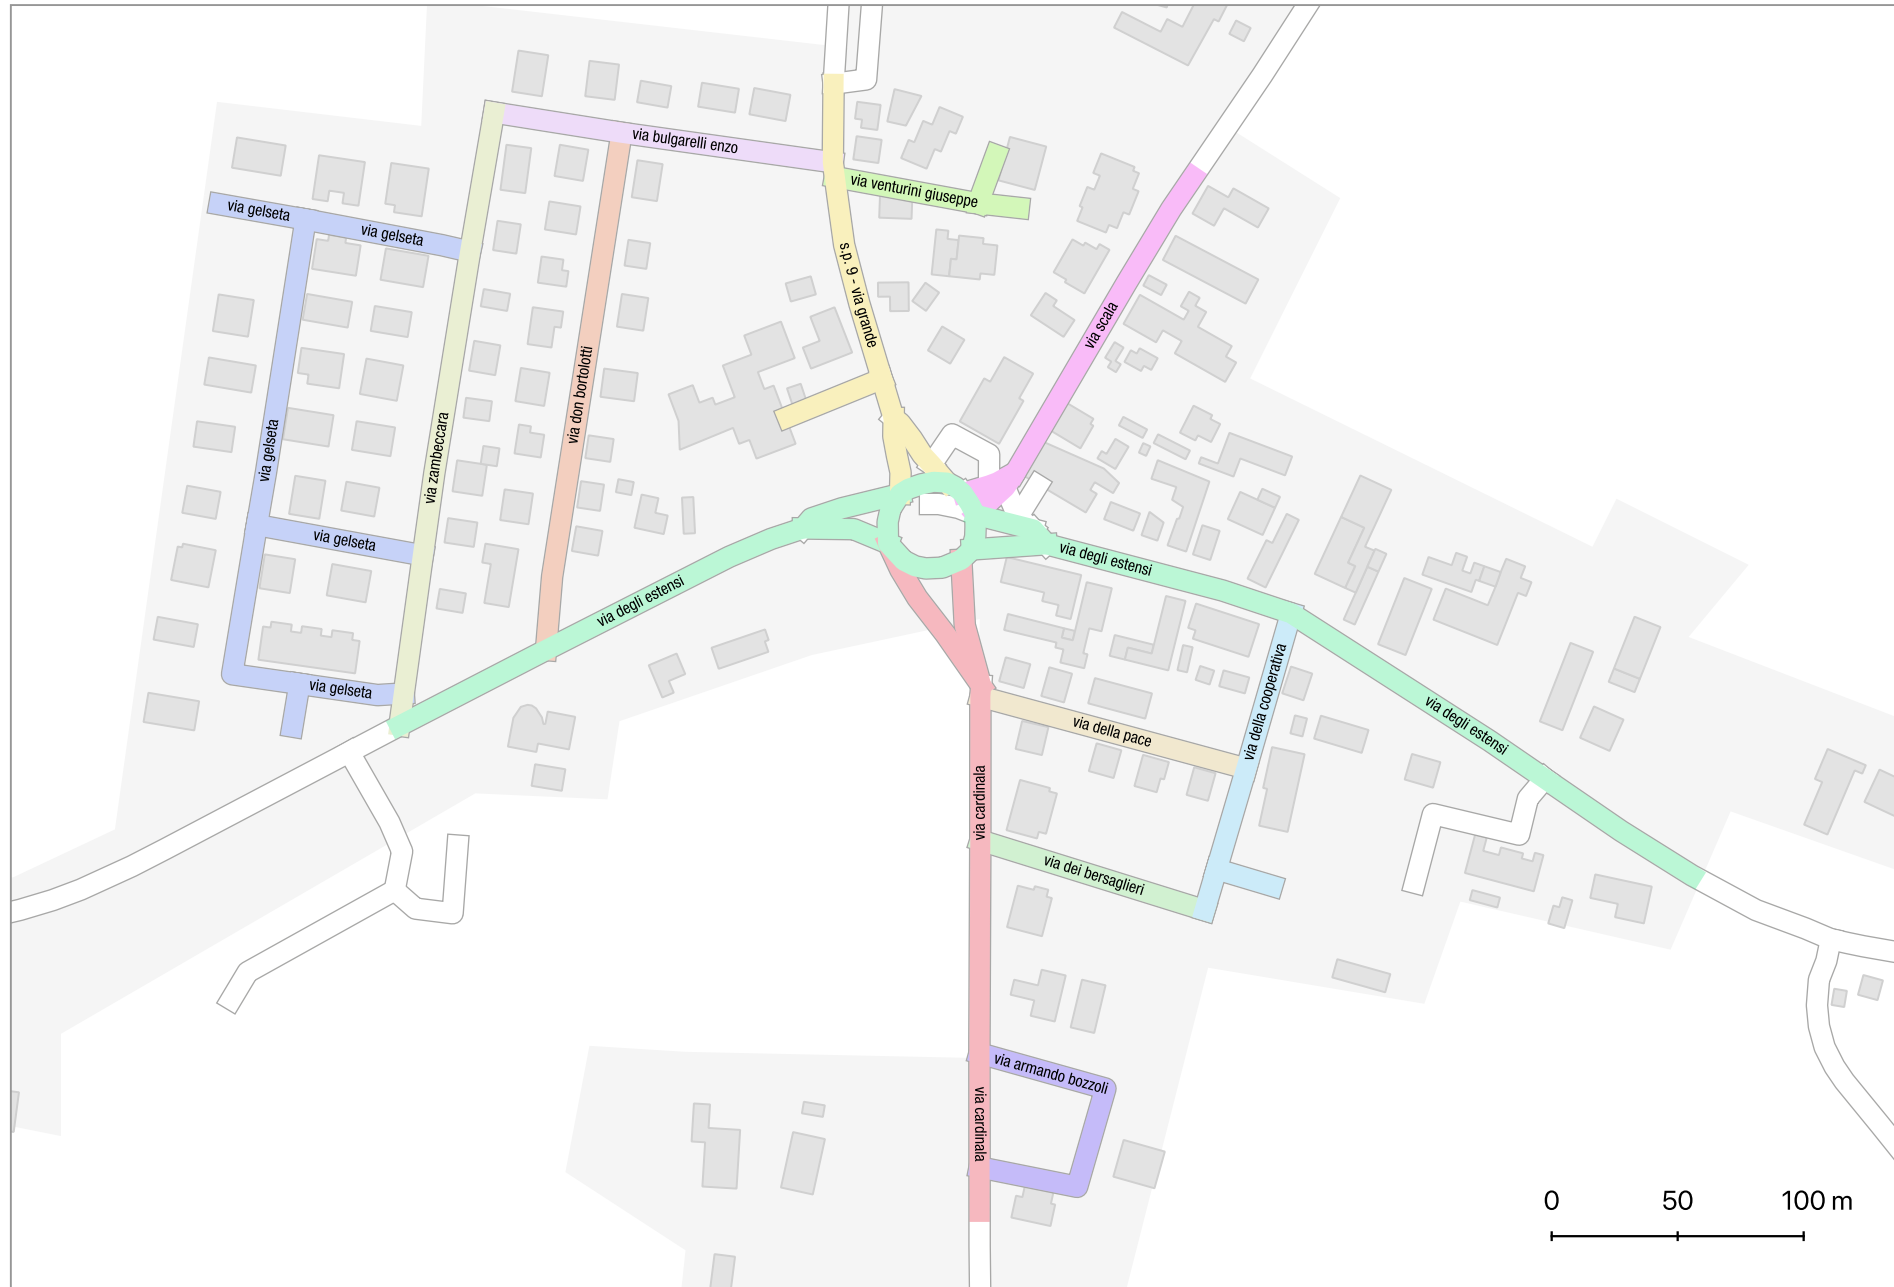 via bulgarelli enzo
via venturini giuseppe
via gelseta
via gelseta
s.p. 9 - via grande
via scala
via don bortolotti
via zambeccara
via gelseta
via gelseta
via degli estensi
via degli estensi
via gelseta
via della cooperativa
via della pace
via degli estensi
via cardinala
via dei bersaglieri
via armando bozzoli
via cardinala
0 50 100 m